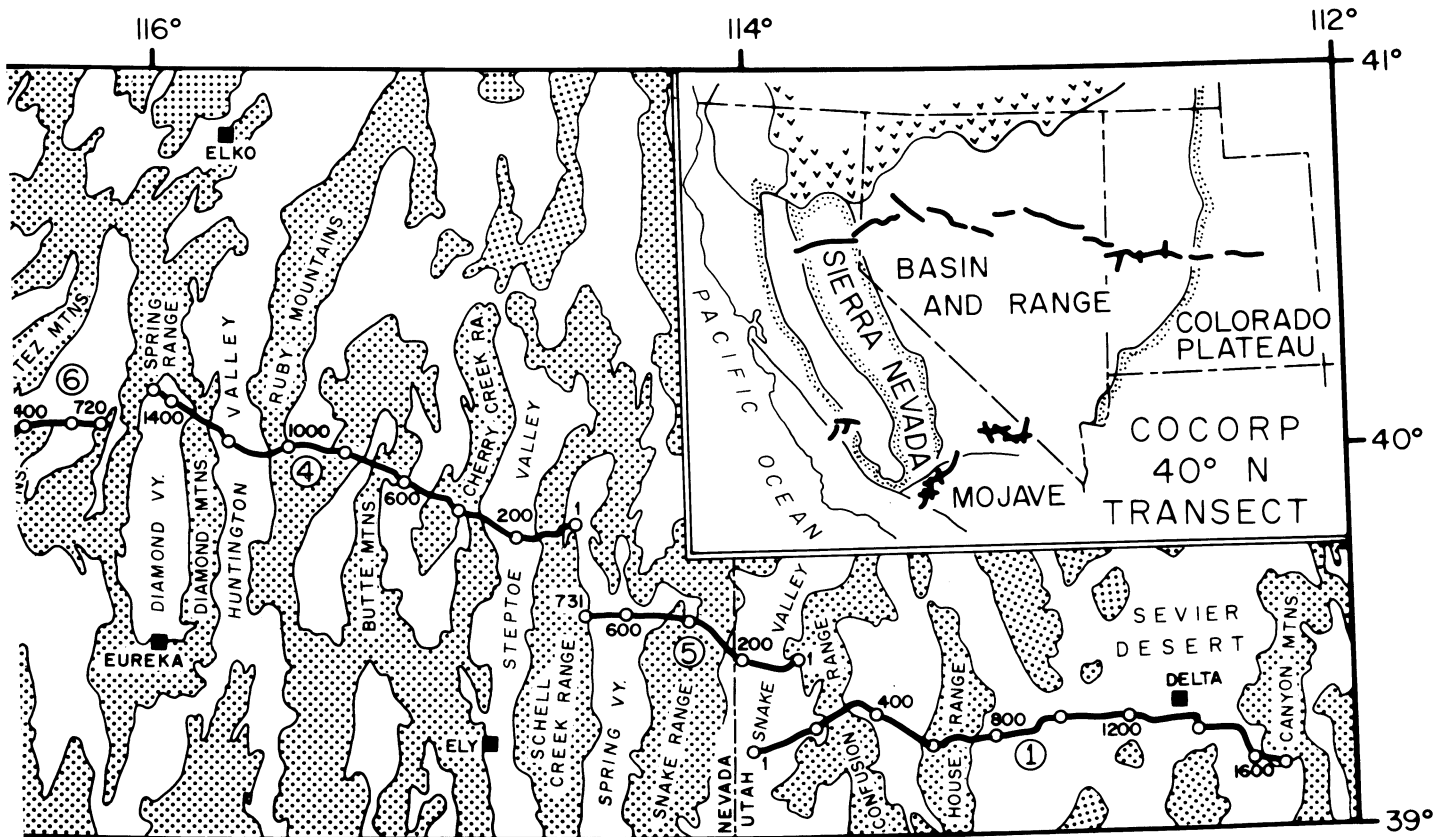 116°
114°
112°
41°
40°
39°
ELKO
RUBY MOUNTAINS
TEZ MTNS
SPRING
RANGE
VALLEY
HUNTINGTON
⑥
400
720
1400
1000
④
600
200
1
CHERRY CREEK RA.
VALLEY
STEPTOE
DIAMOND VY.
DIAMOND MTNS
BUTTE MTNS
EUREKA
ELY
731
600
⑤
200
1
SCHELL
CREEK RANGE
SPRING VY.
SNAKE RANGE
NEVADA
UTAH
SNAKE
VALLEY
1
CONFUSION
RANGE
400
HOUSE RANGE
800
①
1200
1600
SEVIER
DESERT
DELTA
CANYON MTNS
PACIFIC OCEAN
SIERRA NEVADA
BASIN
AND RANGE
COLORADO
PLATEAU
MOJAVE
COCORP
40° N
TRANSECT